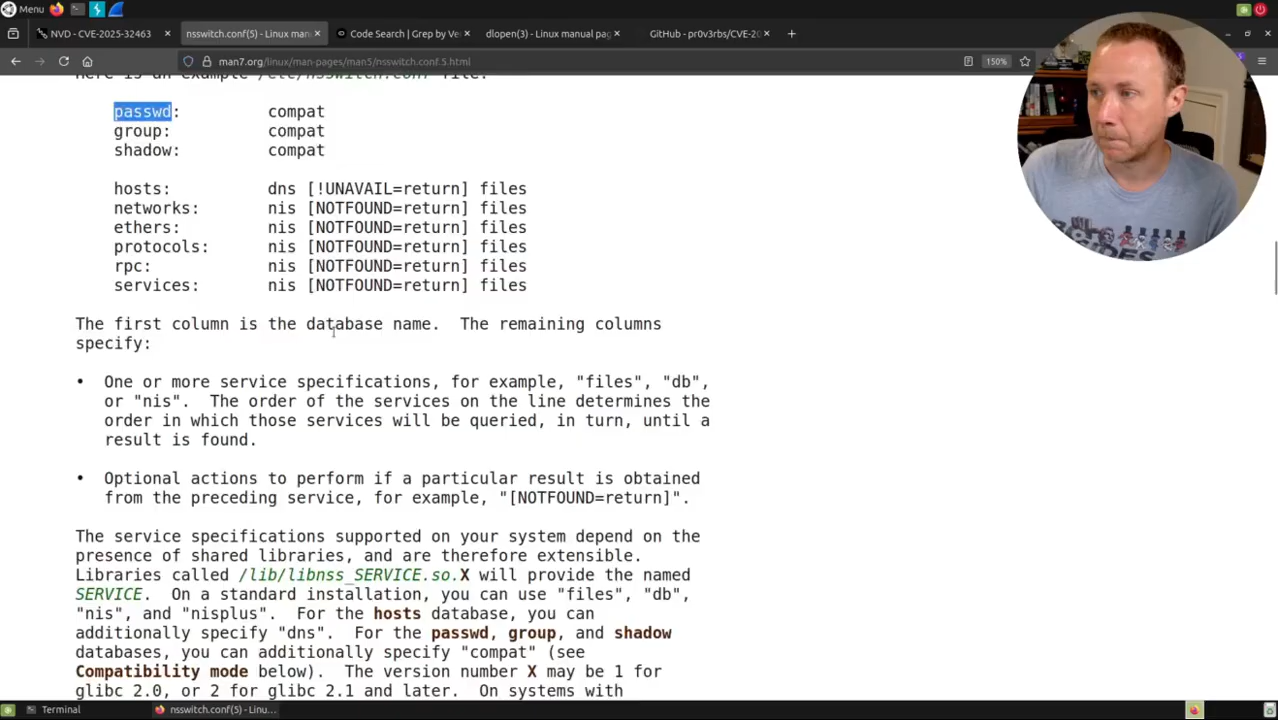 Menu
NVD - CVE-2025-32463
nsswitch.conf(5) - Linux man
Code Search | Grep by Ve
dlopen(3) - Linux manual pag
GitHub - pr0v3rbs/CVE-20
man7.org/linux/man-pages/man5/nsswitch.conf.5.html
150%
Here is an example /etc/nsswitch.conf file:
passwd: compat
group: compat
shadow: compat
hosts: dns [!UNAVAIL=return] files
networks: nis [NOTFOUND=return] files
ethers: nis [NOTFOUND=return] files
protocols: nis [NOTFOUND=return] files
rpc: nis [NOTFOUND=return] files
services: nis [NOTFOUND=return] files
The first column is the database name. The remaining columns
specify:
• One or more service specifications, for example, "files", "db",
or "nis". The order of the services on the line determines the
order in which those services will be queried, in turn, until a
result is found.
• Optional actions to perform if a particular result is obtained
from the preceding service, for example, "[NOTFOUND=return]".
The service specifications supported on your system depend on the
presence of shared libraries, and are therefore extensible.
Libraries called /lib/libnss_SERVICE.so.X will provide the named
SERVICE. On a standard installation, you can use "files", "db",
"nis", and "nisplus". For the hosts database, you can
additionally specify "dns". For the passwd, group, and shadow
databases, you can additionally specify "compat" (see
Compatibility mode below). The version number X may be 1 for
glibc 2.0, or 2 for glibc 2.1 and later. On systems with
Terminal
nsswitch.conf(5) - Linu...